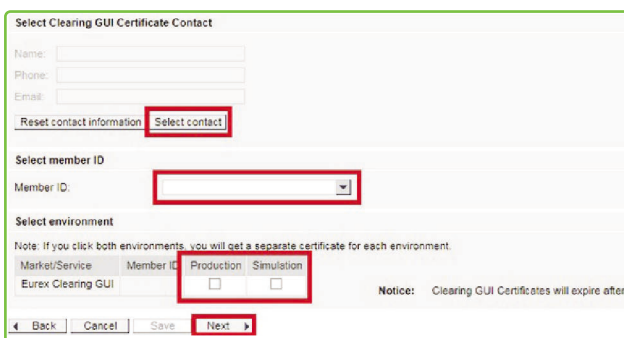 Select Clearing GUI Certificate Contact
Name:
Phone:
Email:
Reset contact information Select contact
Select member ID
Member ID:
Select environment
Note: If you click both environments, you will get a separate certificate for each environment.
Market/Service Member ID Production Simulation
Eurex Clearing GUI
Notice: Clearing GUI Certificates will expire after
Back Cancel Save Next